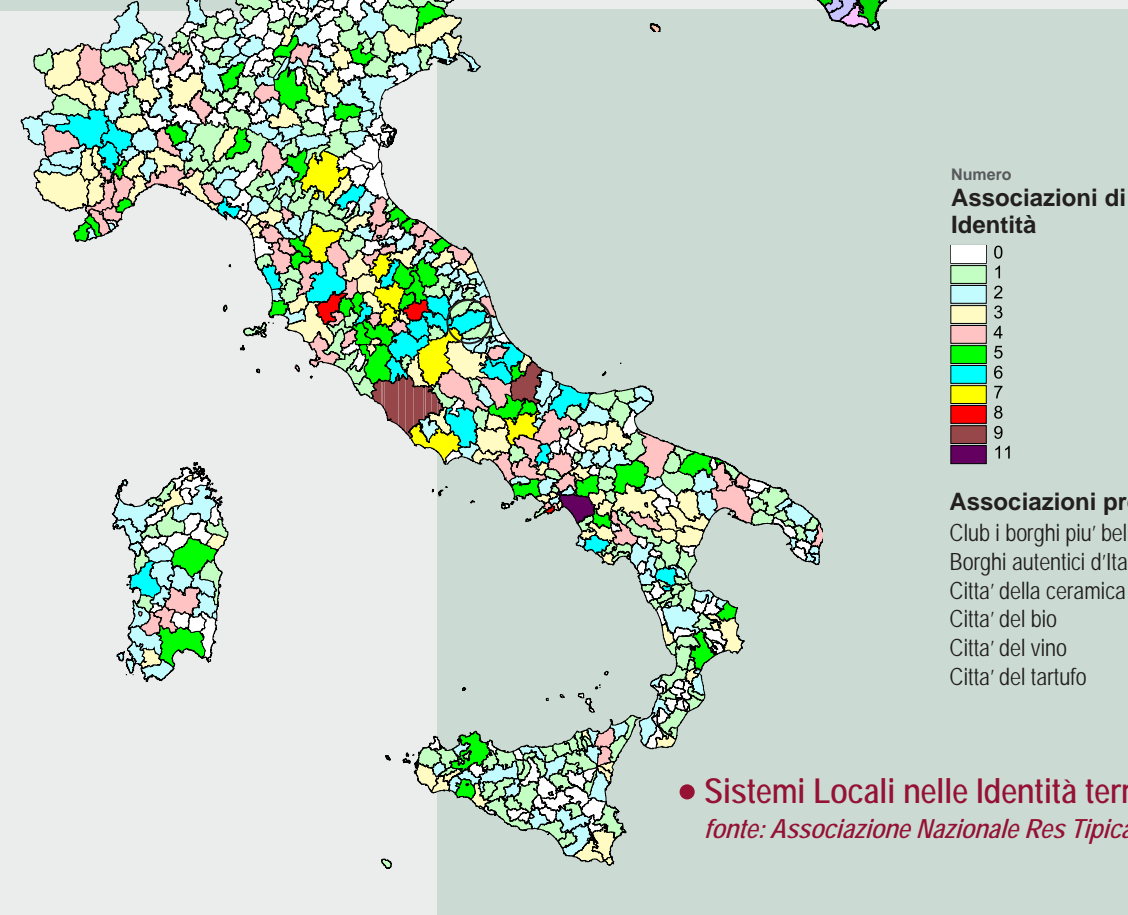 Numero
Associazioni di
Identità
0
1
2
3
4
5
6
7
8
9
11
Associazioni pr
Club i borghi piu' bel
Borghi autentici d'Ita
Citta' della ceramica
Citta' del bio
Citta' del vino
Citta' del tartufo
• Sistemi Locali nelle Identità terr
fonte: Associazione Nazionale Res Tipica